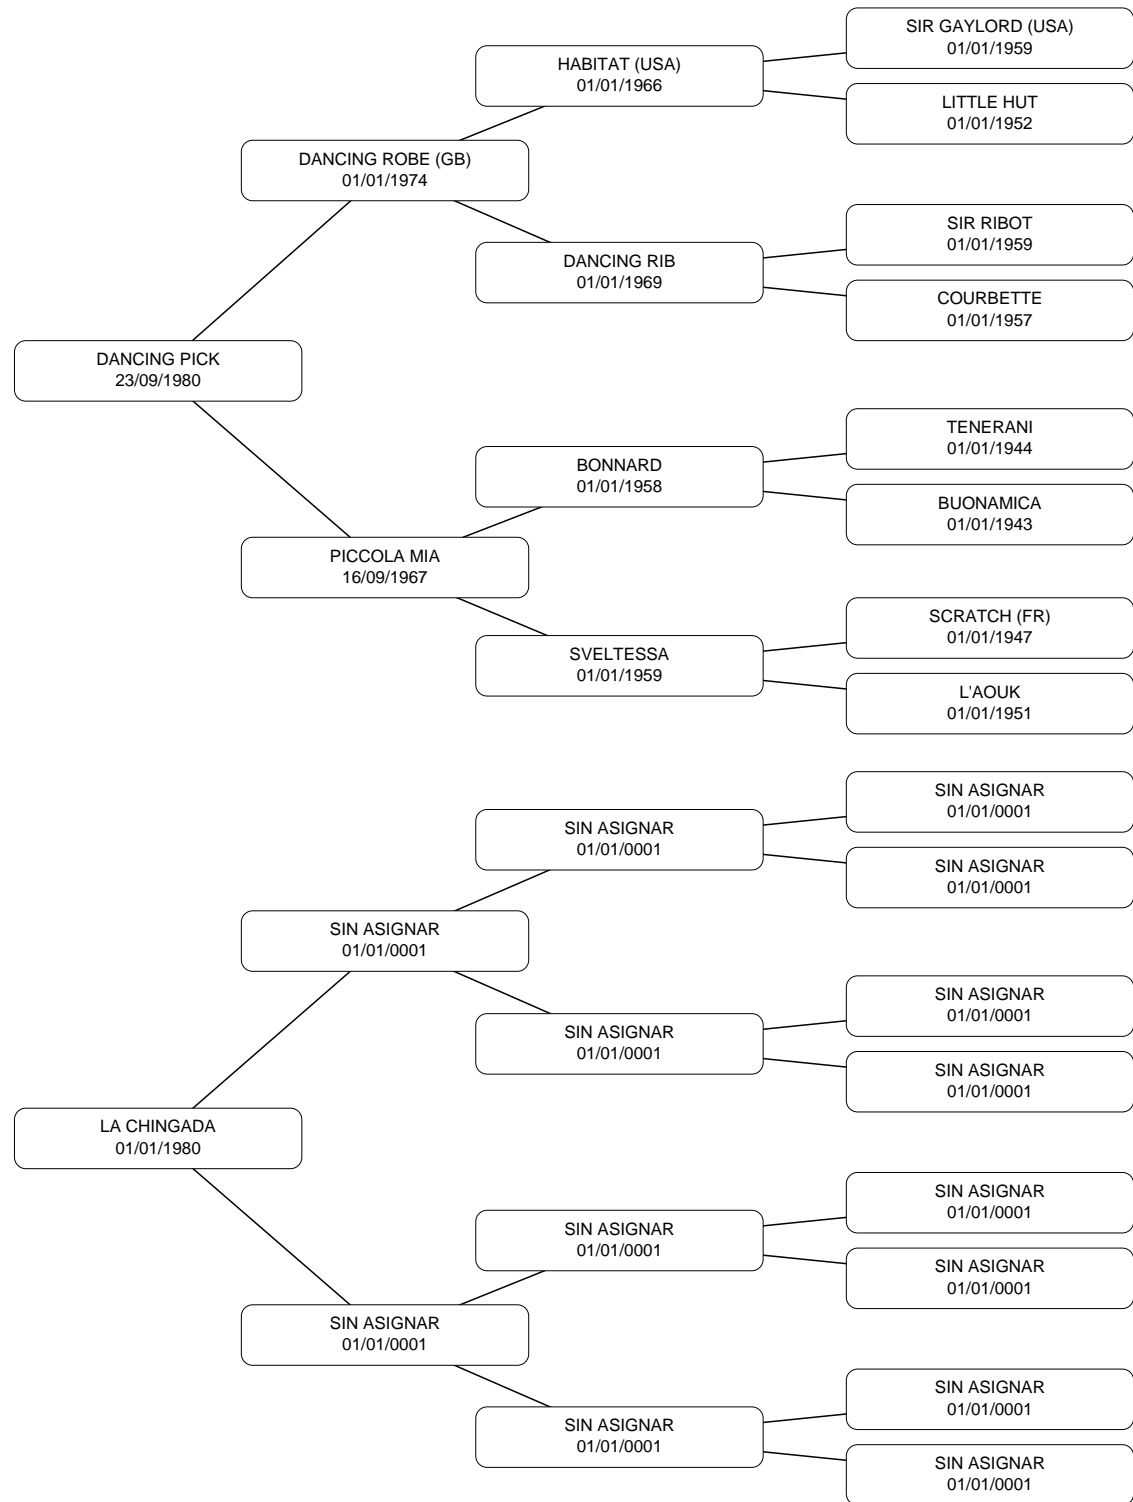 SIR GAYLORD (USA)
01/01/1959
HABITAT (USA)
01/01/1966
LITTLE HUT
01/01/1952
DANCING ROBE (GB)
01/01/1974
SIR RIBOT
01/01/1959
DANCING RIB
01/01/1969
COURBETTE
01/01/1957
DANCING PICK
23/09/1980
TENERANI
01/01/1944
BONNARD
01/01/1958
BUONAMICA
01/01/1943
PICCOLA MIA
16/09/1967
SCRATCH (FR)
01/01/1947
SVELTESSA
01/01/1959
L'AOUK
01/01/1951
SIN ASIGNAR
01/01/0001
SIN ASIGNAR
01/01/0001
SIN ASIGNAR
01/01/0001
SIN ASIGNAR
01/01/0001
SIN ASIGNAR
01/01/0001
SIN ASIGNAR
01/01/0001
SIN ASIGNAR
01/01/0001
LA CHINGADA
01/01/1980
SIN ASIGNAR
01/01/0001
SIN ASIGNAR
01/01/0001
SIN ASIGNAR
01/01/0001
SIN ASIGNAR
01/01/0001
SIN ASIGNAR
01/01/0001
SIN ASIGNAR
01/01/0001
SIN ASIGNAR
01/01/0001